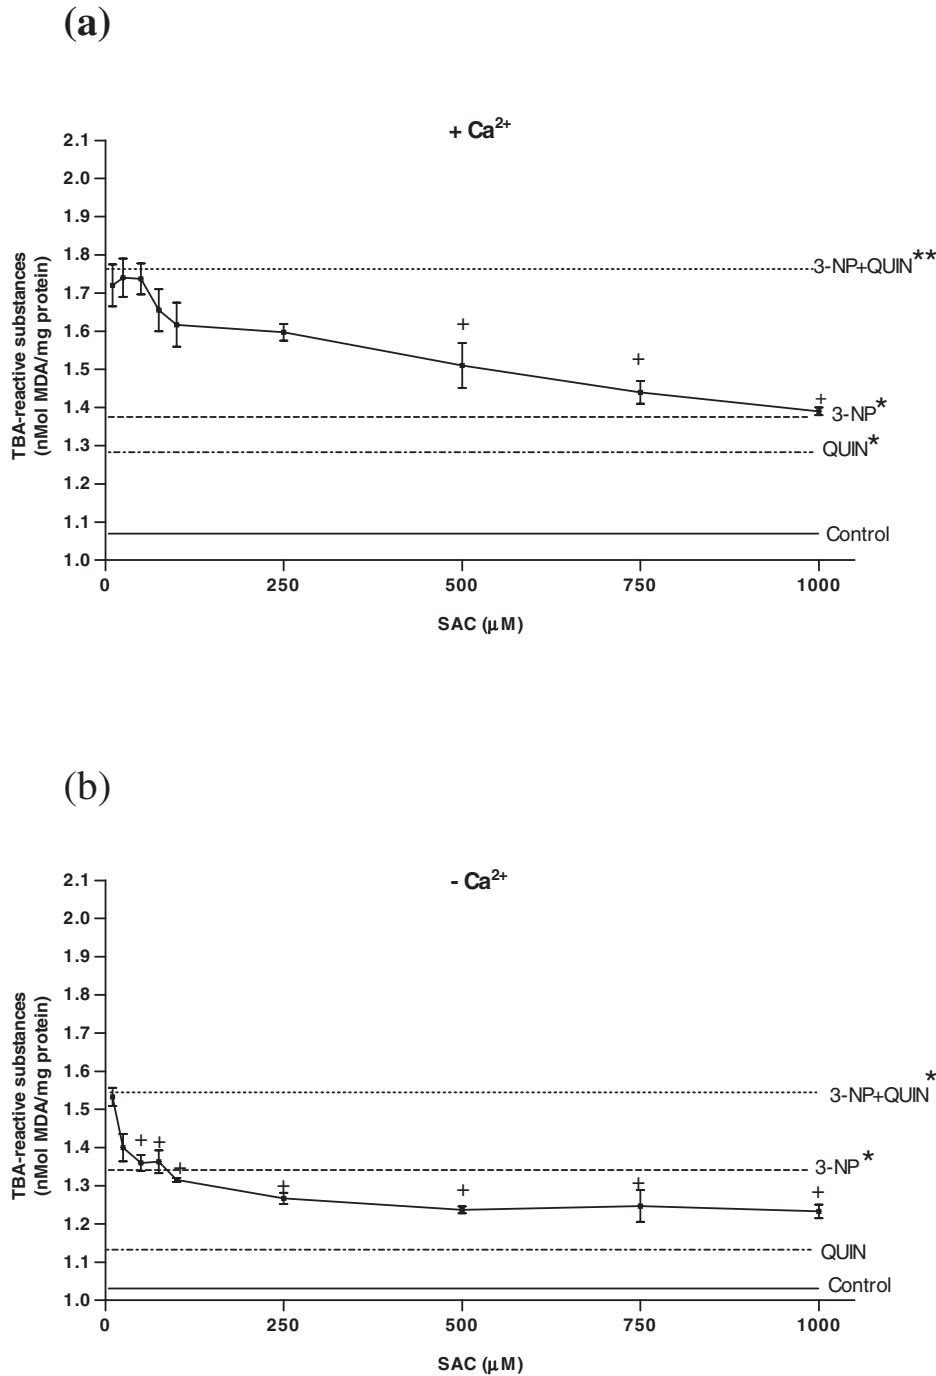 (a)
+ Ca²⁺
2.1
2.0
1.9
1.8
1.7
1.6
1.5
1.4
1.3
1.2
1.1
1.0
TBA-reactive substances
(nMol MDA/mg protein)
3-NP+QUIN**
+
+
+
3-NP*
QUIN*
Control
0 250 500 750 1000
SAC (µM)
(b)
- Ca²⁺
2.1
2.0
1.9
1.8
1.7
1.6
1.5
1.4
1.3
1.2
1.1
1.0
TBA-reactive substances
(nMol MDA/mg protein)
3-NP+QUIN*
+ +
+
3-NP*
+ + + +
QUIN
Control
0 250 500 750 1000
SAC (µM)